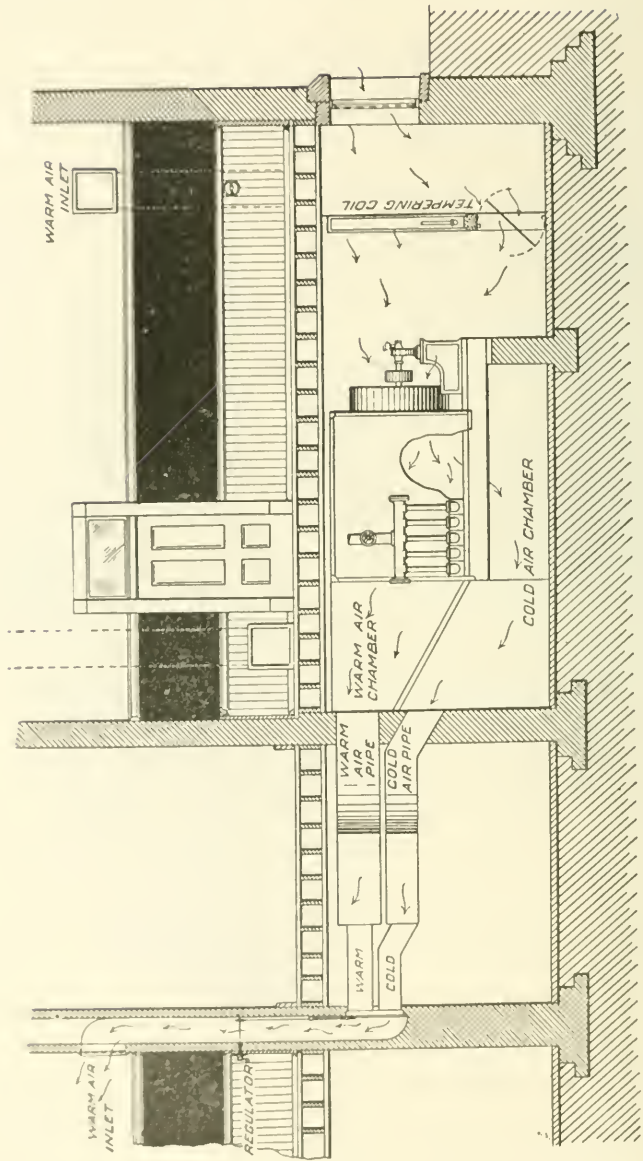 WARM AIR
INLET
TEMPERING COIL
COLD AIR CHAMBER
WARM AIR
CHAMBER
WARM
AIR
PIPE
COLD
AIR PIPE
WARM
COLD
WARM AIR
INLET
REGULATOR